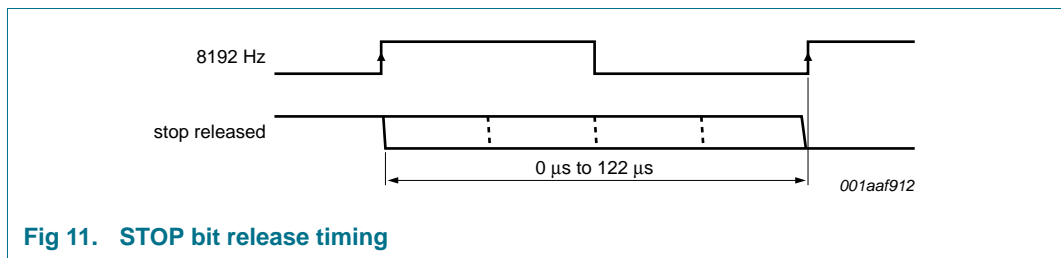 8192 Hz
stop released
0 μs to 122 μs
001aaf912
Fig 11. STOP bit release timing